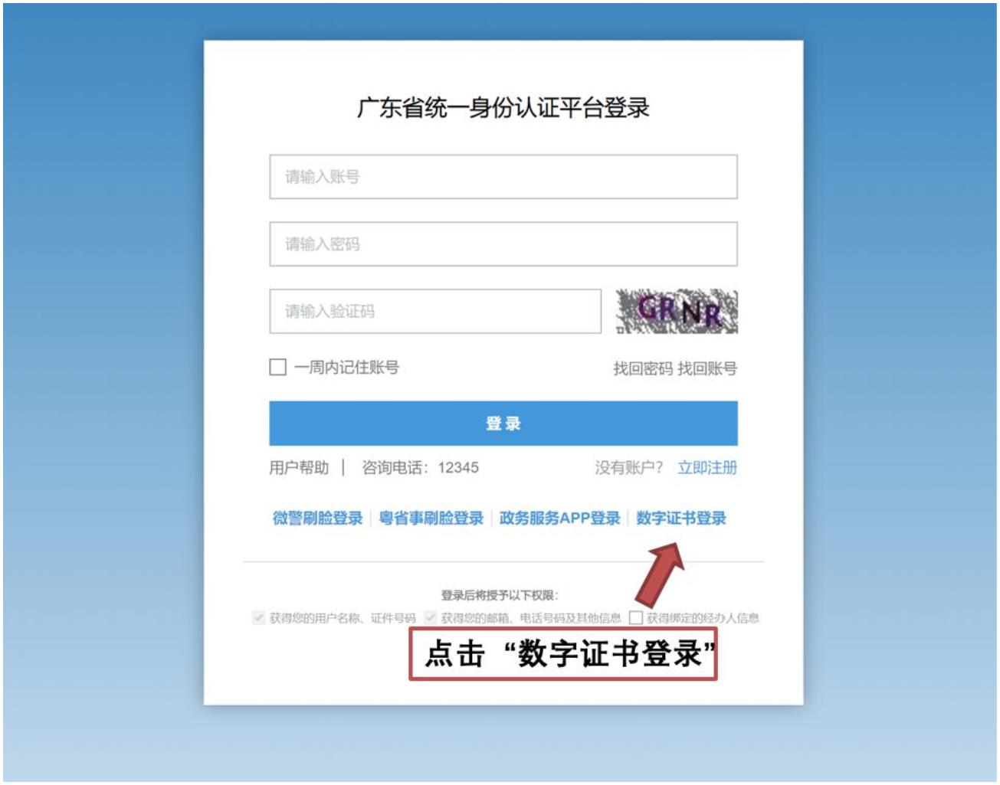 广东省统一身份认证平台登录
请输入账号
请输入密码
请输入验证码 GRNR
一周内记住账号 找回密码 找回账号
登录
用户帮助 | 咨询电话：12345 没有账户？ 立即注册
微警刷脸登录 | 粤省事刷脸登录 | 政务服务APP登录 | 数字证书登录
登录后将授予以下权限：
获得您的用户名称、证件号码 获得您的邮箱、电话号码及其他信息 获得绑定的经办人信息
点击 “数字证书登录”